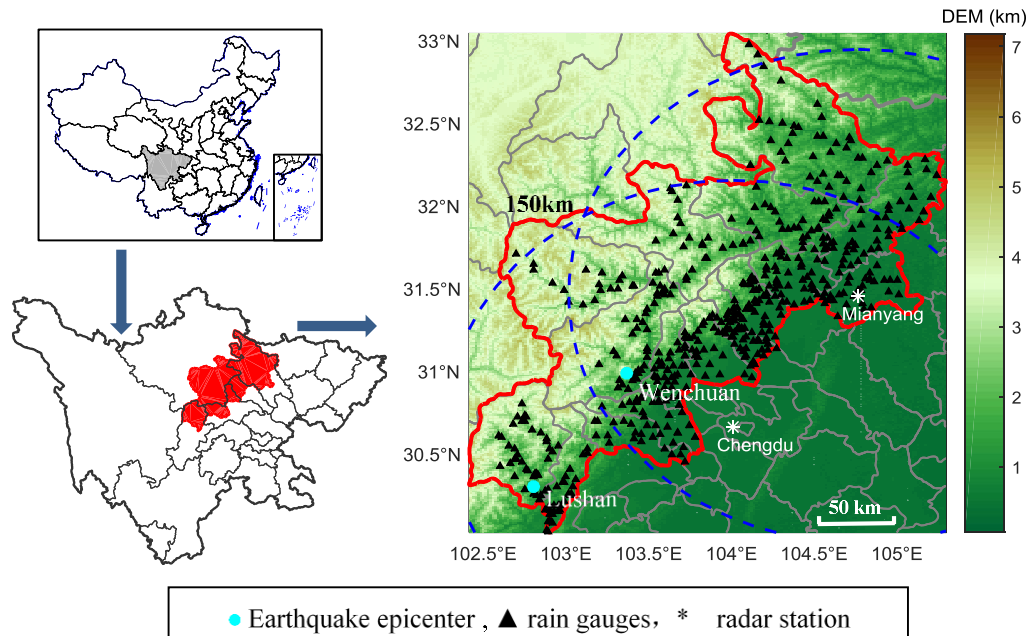 DEM (km)
33°N
32.5°N
32°N
31.5°N
31°N
30.5°N
150km
Mianyang
Wenchuan
Chengdu
Lushan
50 km
102.5°E
103°E
103.5°E
104°E
104.5°E
105°E
7
6
5
4
3
2
1
Earthquake epicenter , ▲ rain gauges， * radar station